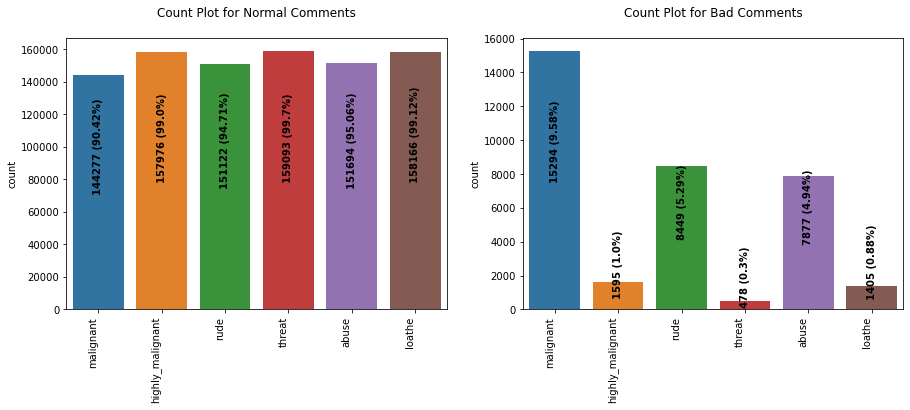 Count Plot for Normal Comments
160000
140000
120000
100000
80000
60000
40000
20000
0
count
144277 (90.42%)
157976 (99.0%)
151122 (94.71%)
159093 (99.7%)
151694 (95.06%)
158166 (99.12%)
malignant
highly_malignant
rude
threat
abuse
loathe
Count Plot for Bad Comments
16000
14000
12000
10000
8000
6000
4000
2000
0
count
15294 (9.58%)
1595 (1.0%)
8449 (5.29%)
478 (0.3%)
7877 (4.94%)
1405 (0.88%)
malignant
highly_malignant
rude
threat
abuse
loathe